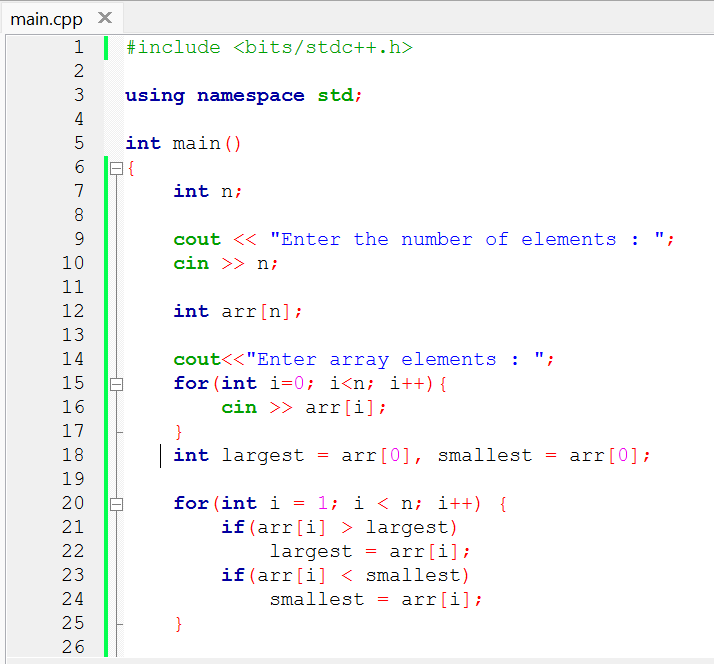 main.cpp ×
1 #include <bits/stdc++.h>
2
3 using namespace std;
4
5 int main()
6 {
7 int n;
8
9 cout << "Enter the number of elements : ";
10 cin >> n;
11
12 int arr[n];
13
14 cout<<"Enter array elements : ";
15 for(int i=0; i<n; i++){
16 cin >> arr[i];
17 }
18 int largest = arr[0], smallest = arr[0];
19
20 for(int i = 1; i < n; i++) {
21 if(arr[i] > largest)
22 largest = arr[i];
23 if(arr[i] < smallest)
24 smallest = arr[i];
25 }
26